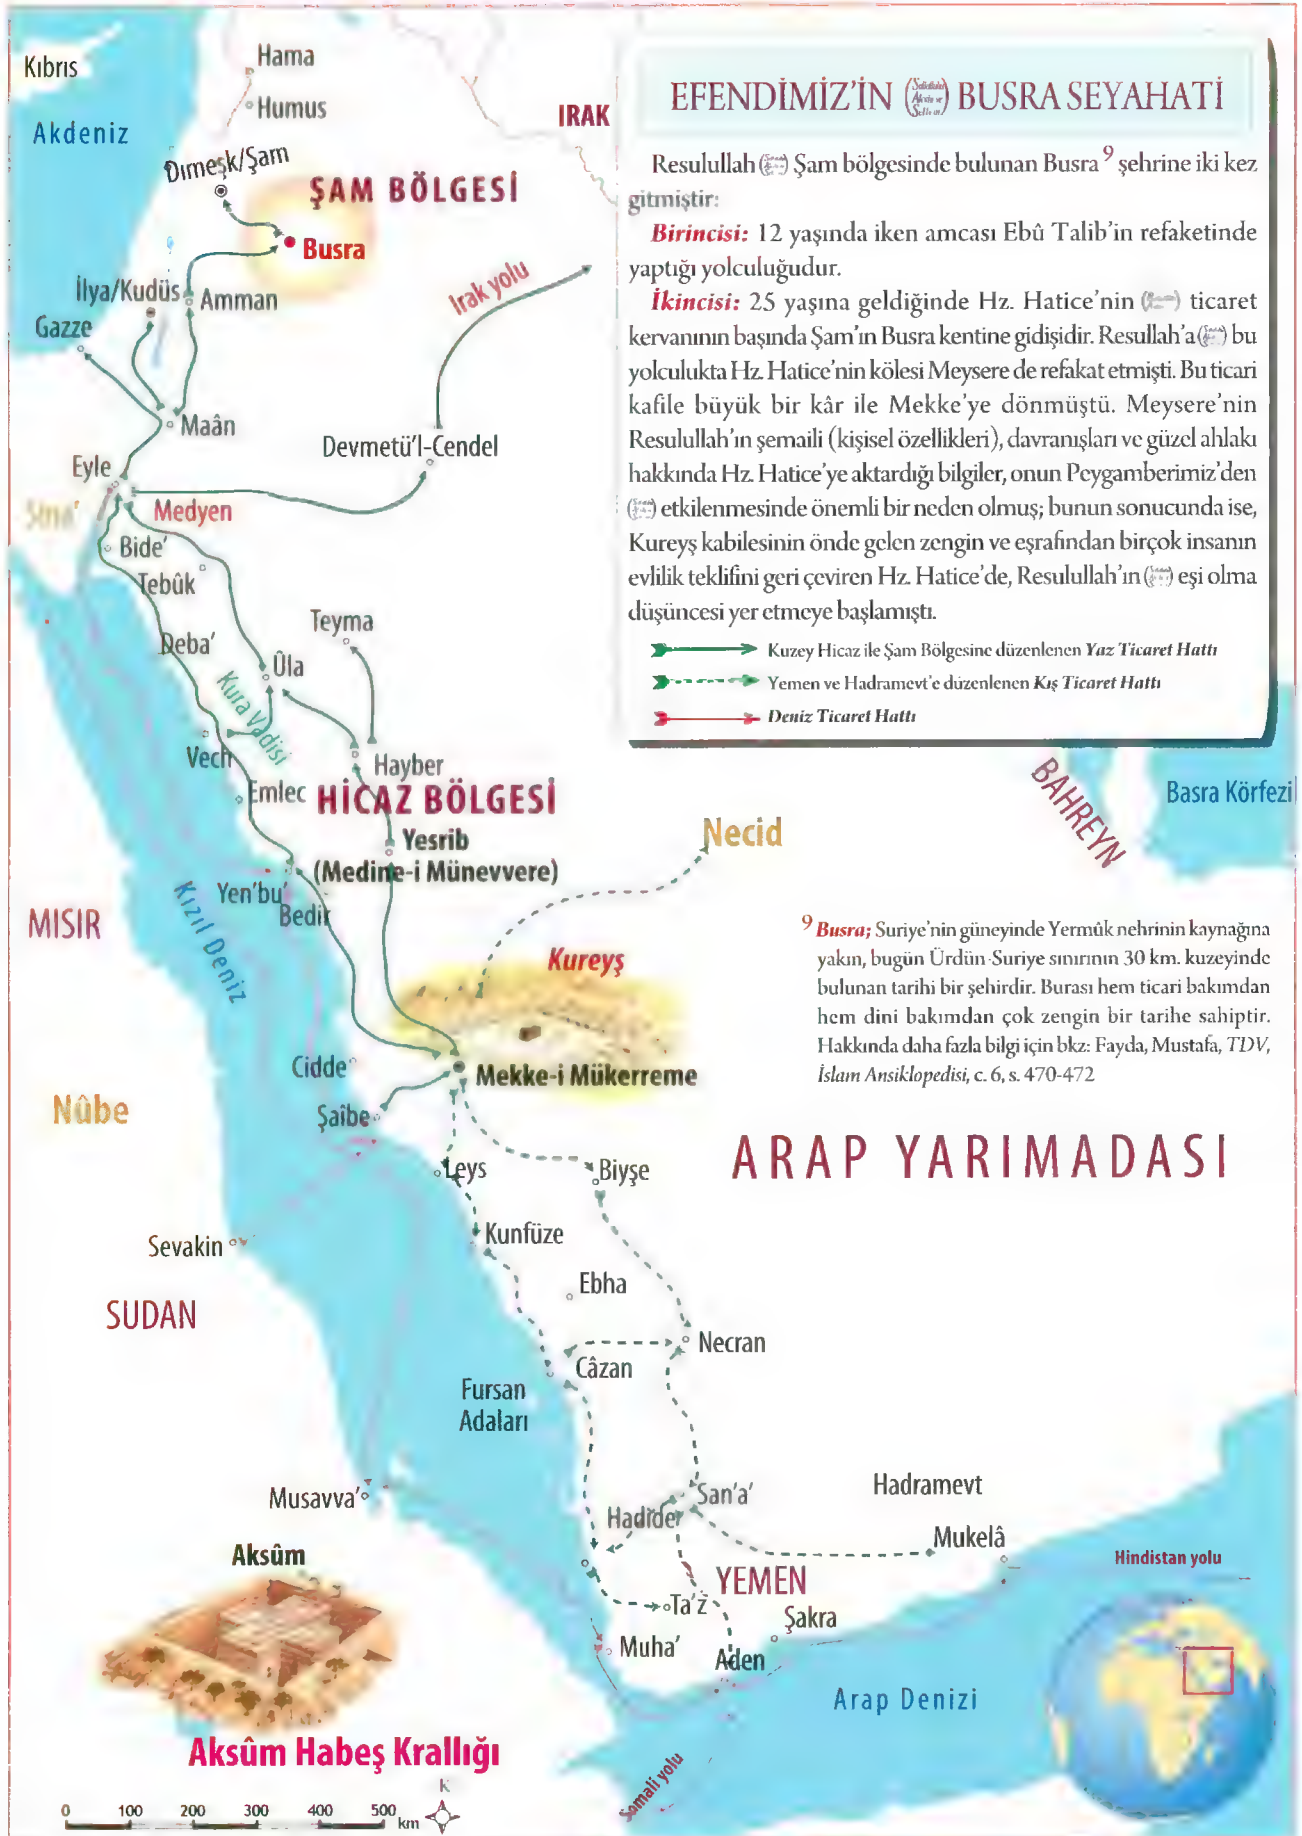 EFENDİMİZ'İN BUSRA SEYAHATİ
Resulullah Şam bölgesinde bulunan Busra 9 şehrine iki kez
gitmiştir:
Birincisi: 12 yaşında iken amcası Ebû Talib'in refaketinde
yaptığı yolculuğudur.
İkincisi: 25 yaşına geldiğinde Hz. Hatice'nin ticaret
kervanının başında Şam'ın Busra kentine gidişidir. Resullah'a bu
yolculukta Hz. Hatice'nin kölesi Meysere de refakat etmişti. Bu ticari
kafile büyük bir kâr ile Mekke'ye dönmüştü. Meysere'nin
Resulullah'ın şemaili (kişisel özellikleri), davranışları ve güzel ahlakı
hakkında Hz. Hatice'ye aktardığı bilgiler, onun Peygamberimiz'den
etkilenmesinde önemli bir neden olmuş; bunun sonucunda ise,
Kureyş kabilesinin önde gelen zengin ve eşrafından birçok insanın
evlilik teklifini geri çeviren Hz. Hatice'de, Resulullah'ın eşi olma
düşüncesi yer etmeye başlamıştı.
Kuzey Hicaz ile Şam Bölgesine düzenlenen Yaz Ticaret Hattı
Yemen ve Hadramevt'e düzenlenen Kış Ticaret Hattı
Deniz Ticaret Hattı
Kıbrıs
Hama
Humus
IRAK
Akdeniz
Dımeşk/Şam
ŞAM BÖLGESİ
Busra
Irak yolu
İlya/Kudüs
Amman
Gazze
Maân
Devmetü'l-Cendel
Eyle
Sina'
Medyen
Bide'
Tebûk
Teyma
Deba'
Ûla
Kura Vadisi
Vech
Hayber
Emlec
HİCAZ BÖLGESİ
BAHREYN
Basra Körfezi
Yesrib
(Medine-i Münevvere)
Necid
Yen'bu'
Bedir
Kızıl Deniz
MISIR
Kureyş
9 Busra; Suriye'nin güneyinde Yermûk nehrinin kaynağına
yakın, bugün Ürdün-Suriye sınırının 30 km. kuzeyinde
bulunan tarihi bir şehirdir. Burası hem ticari bakımdan
hem dini bakımdan çok zengin bir tarihe sahiptir.
Hakkında daha fazla bilgi için bkz: Fayda, Mustafa, TDV,
İslam Ansiklopedisi, c. 6, s. 470-472
Cidde
Mekke-i Mükerreme
Nûbe
Şaîbe
ARAP YARIMADASI
Leys
Biyşe
Sevakin
Kunfüze
Ebha
SUDAN
Necran
Câzan
Fursan
Adaları
Musavva'
San'a'
Hadramevt
Hadîde
Mukelâ
Aksûm
Hindistan yolu
YEMEN
Ta'z
Şakra
Muha'
Aden
Arap Denizi
Aksûm Habeş Krallığı
Somali yolu
K
0 100 200 300 400 500 km